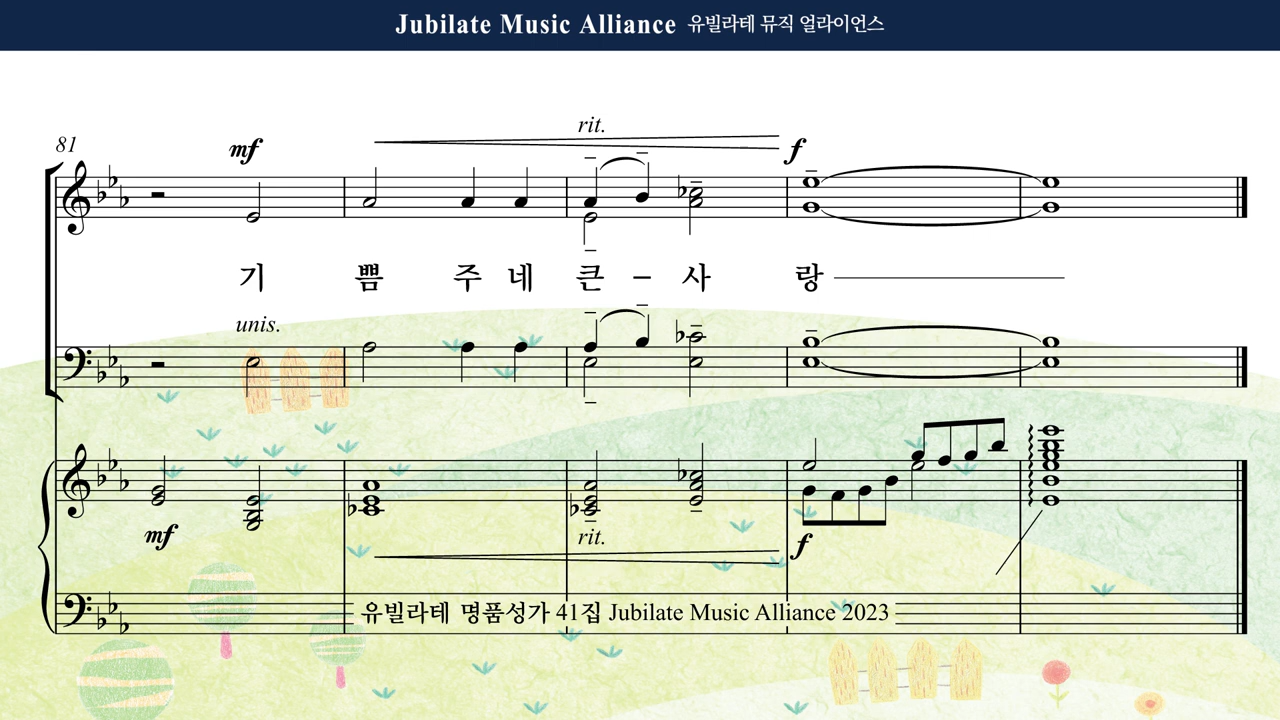 Jubilate Music Alliance 유빌라테 뮤직 얼라이언스
rit.
81
mf
f
기 쁨 주 네 큰 – 사 랑
unis.
mf
rit.
f
유빌라테 명품성가 41집 Jubilate Music Alliance 2023